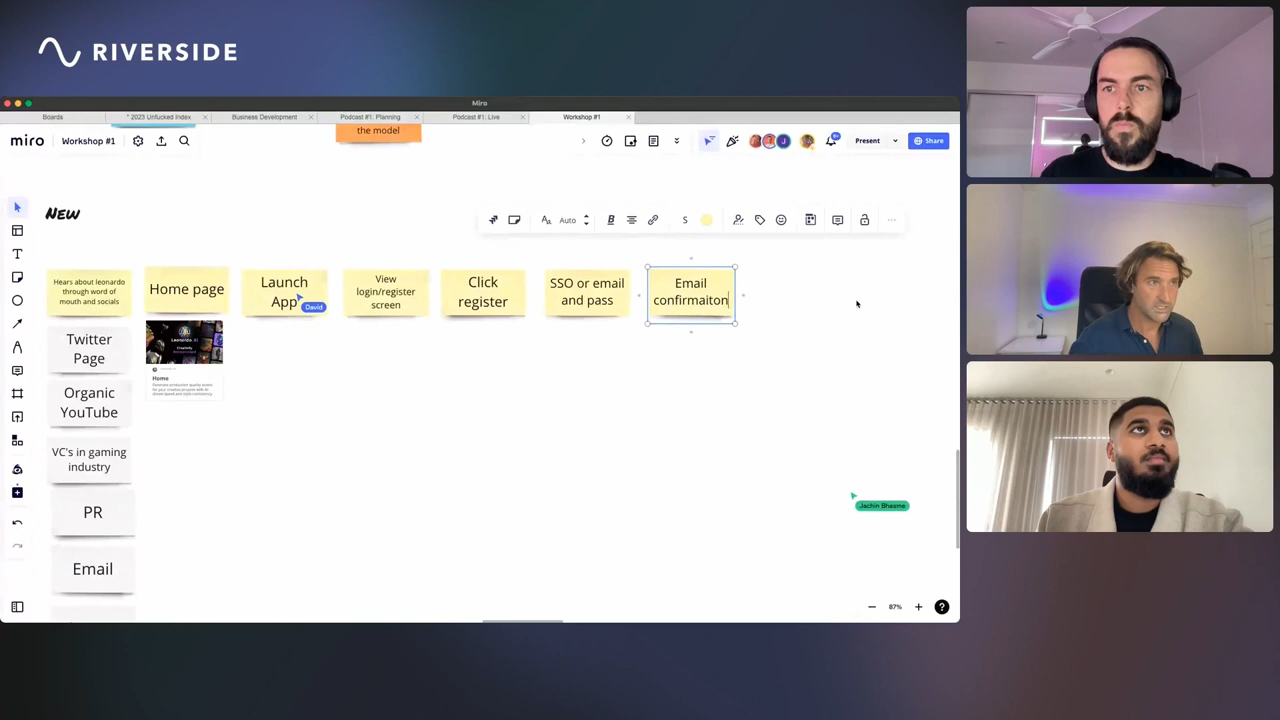 RIVERSIDE
Miro
Boards
* 2023 Unfucked Index
Business Development
Podcast #1: Planning
Podcast #1: Live
Workshop #1
the model
miro
Workshop #1
Present
Share
New
Auto
S
Hears about leonardo
through word of
mouth and socials
Home page
Launch
App
David
View
login/register
screen
Click
register
SSO or email
and pass
Email
confirmaiton
Twitter
Page
Home
Organic
YouTube
VC's in gaming
industry
PR
Jachin Bhasme
Email
87%